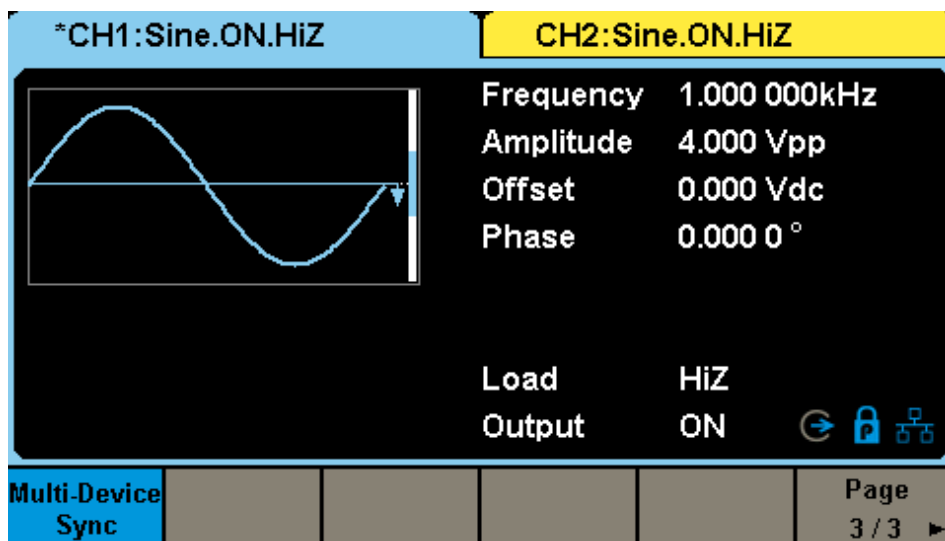 *CH1:Sine.ON.HiZ
CH2:Sine.ON.HiZ
Frequency 1.000 000kHz
Amplitude 4.000 Vpp
Offset 0.000 Vdc
Phase 0.000 0 °
Load HiZ
Output ON
P
Multi-Device
Sync
Page
3 / 3 ►